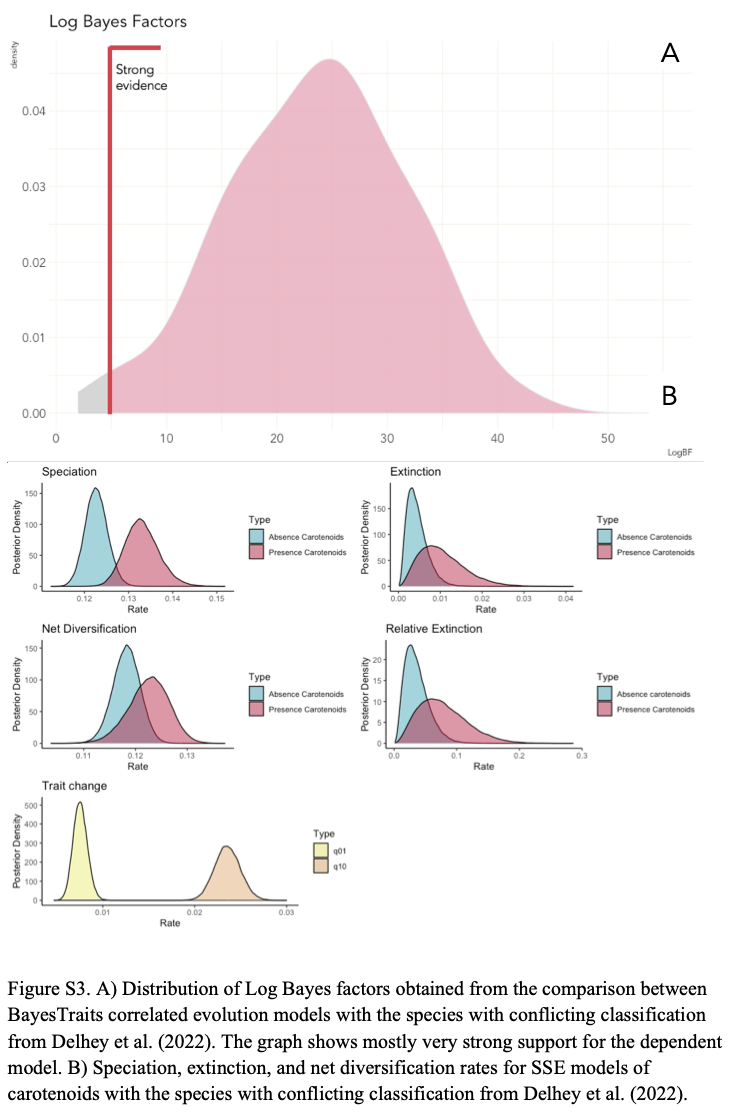 Log Bayes Factors
A
density
Strong
evidence
0.04
0.03
0.02
0.01
0.00
B
0 10 20 30 40 50
LogBF
Speciation
Posterior Density
150
100
50
0
0.12 0.13 0.14 0.15
Rate
Type
Absence Carotenoids
Presence Carotenoids
Extinction
Posterior Density
150
100
50
0
0.00 0.01 0.02 0.03 0.04
Rate
Type
Absence Carotenoids
Presence Carotenoids
Net Diversification
Posterior Density
150
100
50
0
0.11 0.12 0.13
Rate
Type
Absence Carotenoids
Presence Carotenoids
Relative Extinction
Posterior Density
20
15
10
5
0
0.0 0.1 0.2 0.3
Rate
Type
Absence carotenoids
Presence Carotenoids
Trait change
Posterior Density
500
400
300
200
100
0
0.01 0.02 0.03
Rate
Type
q01
q10
Figure S3. A) Distribution of Log Bayes factors obtained from the comparison between
BayesTraits correlated evolution models with the species with conflicting classification
from Delhey et al. (2022). The graph shows mostly very strong support for the dependent
model. B) Speciation, extinction, and net diversification rates for SSE models of
carotenoids with the species with conflicting classification from Delhey et al. (2022).